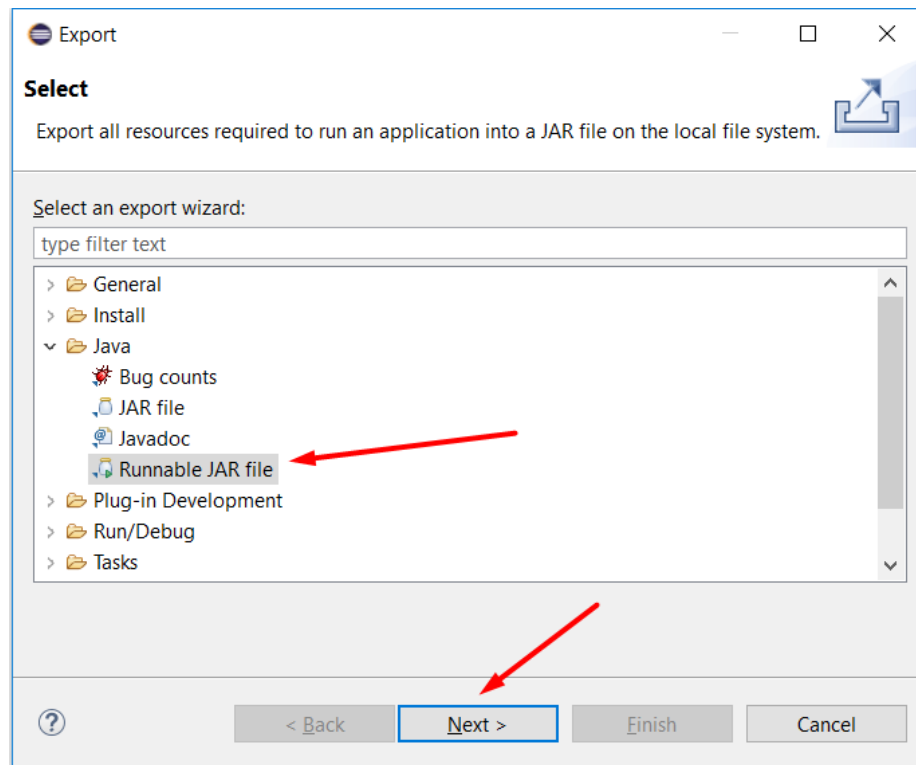 Export
Select
Export all resources required to run an application into a JAR file on the local file system.
Select an export wizard:
type filter text
General
Install
Java
Bug counts
JAR file
Javadoc
Runnable JAR file
Plug-in Development
Run/Debug
Tasks
< Back Next > Finish Cancel